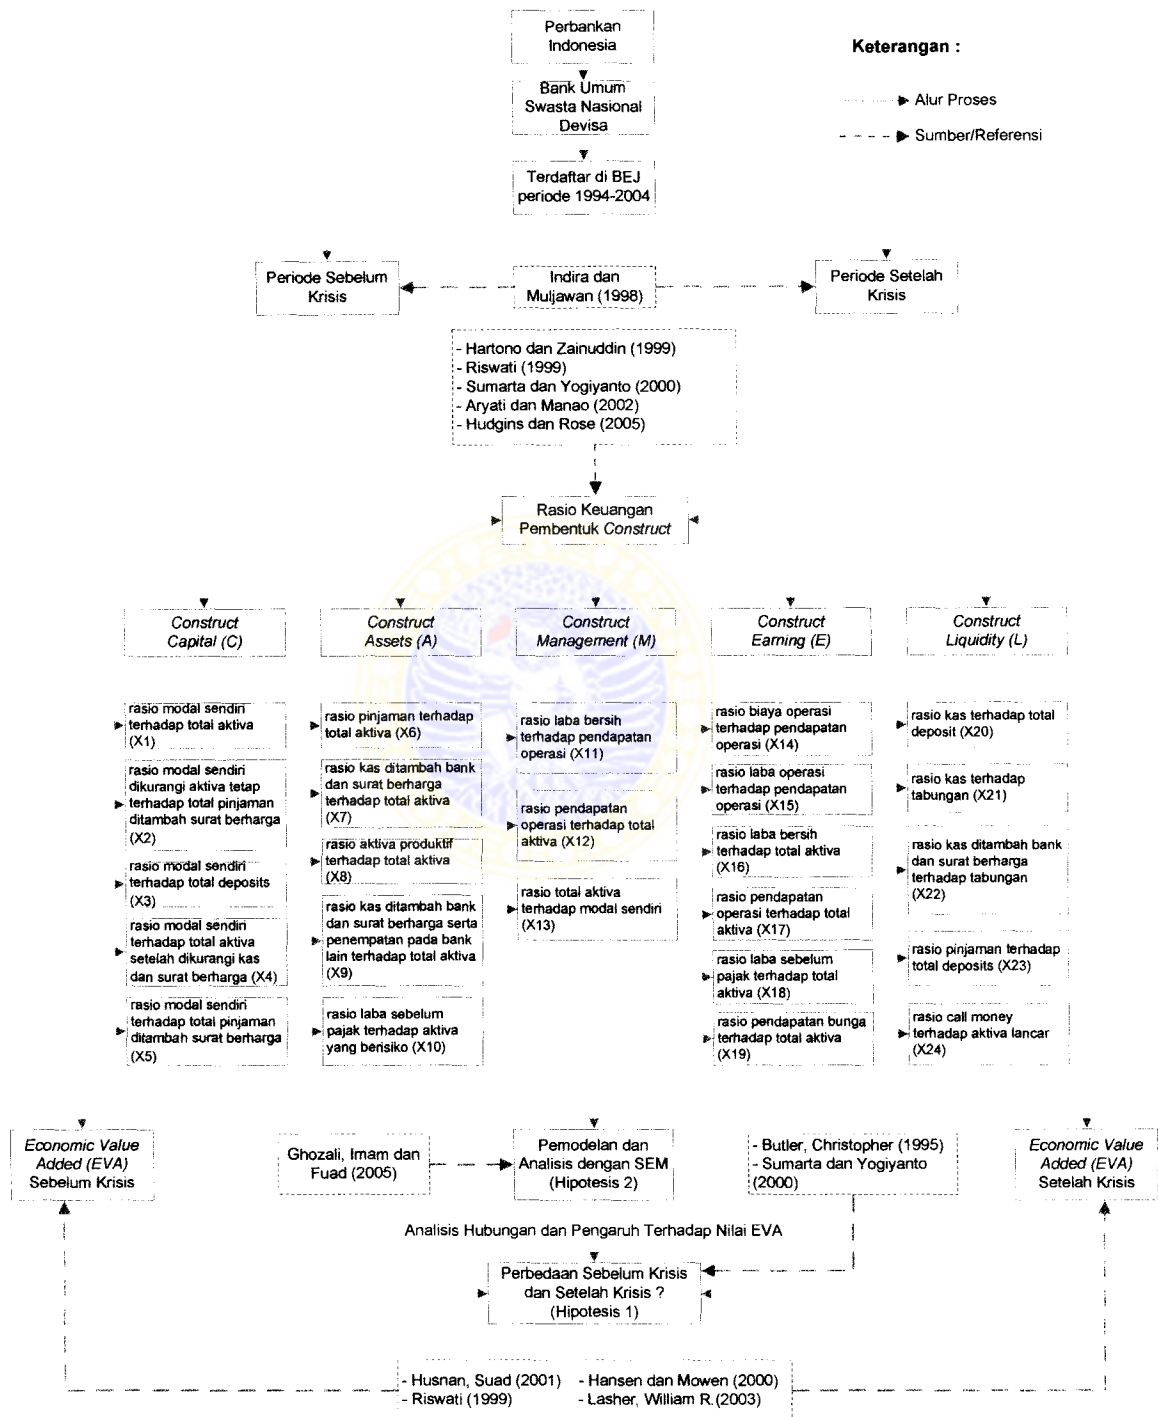 Perbankan
Indonesia
Keterangan :
Bank Umum
Swasta Nasional
Devisa
Alur Proses
Sumber/Referensi
Terdaftar di BEJ
periode 1994-2004
Periode Sebelum
Krisis
Indira dan
Muljawan (1998)
Periode Setelah
Krisis
- Hartono dan Zainuddin (1999)
- Riswati (1999)
- Sumarta dan Yogiyanto (2000)
- Aryati dan Manao (2002)
- Hudgins dan Rose (2005)
Rasio Keuangan
Pembentuk Construct
Construct
Capital (C)
Construct
Assets (A)
Construct
Management (M)
Construct
Earning (E)
Construct
Liquidity (L)
rasio modal sendiri
terhadap total aktiva
(X1)
rasio modal sendiri
dikurangi aktiva tetap
terhadap total pinjaman
ditambah surat berharga
(X2)
rasio modal sendiri
terhadap total deposits
(X3)
rasio modal sendiri
terhadap total aktiva
setelah dikurangi kas
dan surat berharga (X4)
rasio modal sendiri
terhadap total pinjaman
ditambah surat berharga
(X5)
rasio pinjaman terhadap
total aktiva (X6)
rasio kas ditambah bank
dan surat berharga
terhadap total aktiva
(X7)
rasio aktiva produktif
terhadap total aktiva
(X8)
rasio kas ditambah bank
dan surat berharga serta
penempatan pada bank
lain terhadap total aktiva
(X9)
rasio laba sebelum
pajak terhadap aktiva
yang berisiko (X10)
rasio laba bersih
terhadap pendapatan
operasi (X11)
rasio pendapatan
operasi terhadap total
aktiva (X12)
rasio total aktiva
terhadap modal sendiri
(X13)
rasio biaya operasi
terhadap pendapatan
operasi (X14)
rasio laba operasi
terhadap pendapatan
operasi (X15)
rasio laba bersih
terhadap total aktiva
(X16)
rasio pendapatan
operasi terhadap total
aktiva (X17)
rasio laba sebelum
pajak terhadap total
aktiva (X18)
rasio pendapatan bunga
terhadap total aktiva
(X19)
rasio kas terhadap total
deposit (X20)
rasio kas terhadap
tabungan (X21)
rasio kas ditambah bank
dan surat berharga
terhadap tabungan
(X22)
rasio pinjaman terhadap
total deposits (X23)
rasio call money
terhadap aktiva lancar
(X24)
Economic Value
Added (EVA)
Sebelum Krisis
Ghozali, Imam dan
Fuad (2005)
Pemodelan dan
Analisis dengan SEM
(Hipotesis 2)
- Butler, Christopher (1995)
- Sumarta dan Yogiyanto
(2000)
Economic Value
Added (EVA)
Setelah Krisis
Analisis Hubungan dan Pengaruh Terhadap Nilai EVA
Perbedaan Sebelum Krisis
dan Setelah Krisis ?
(Hipotesis 1)
- Husnan, Suad (2001)
- Riswati (1999)
- Hansen dan Mowen (2000)
- Lasher, William R.(2003)